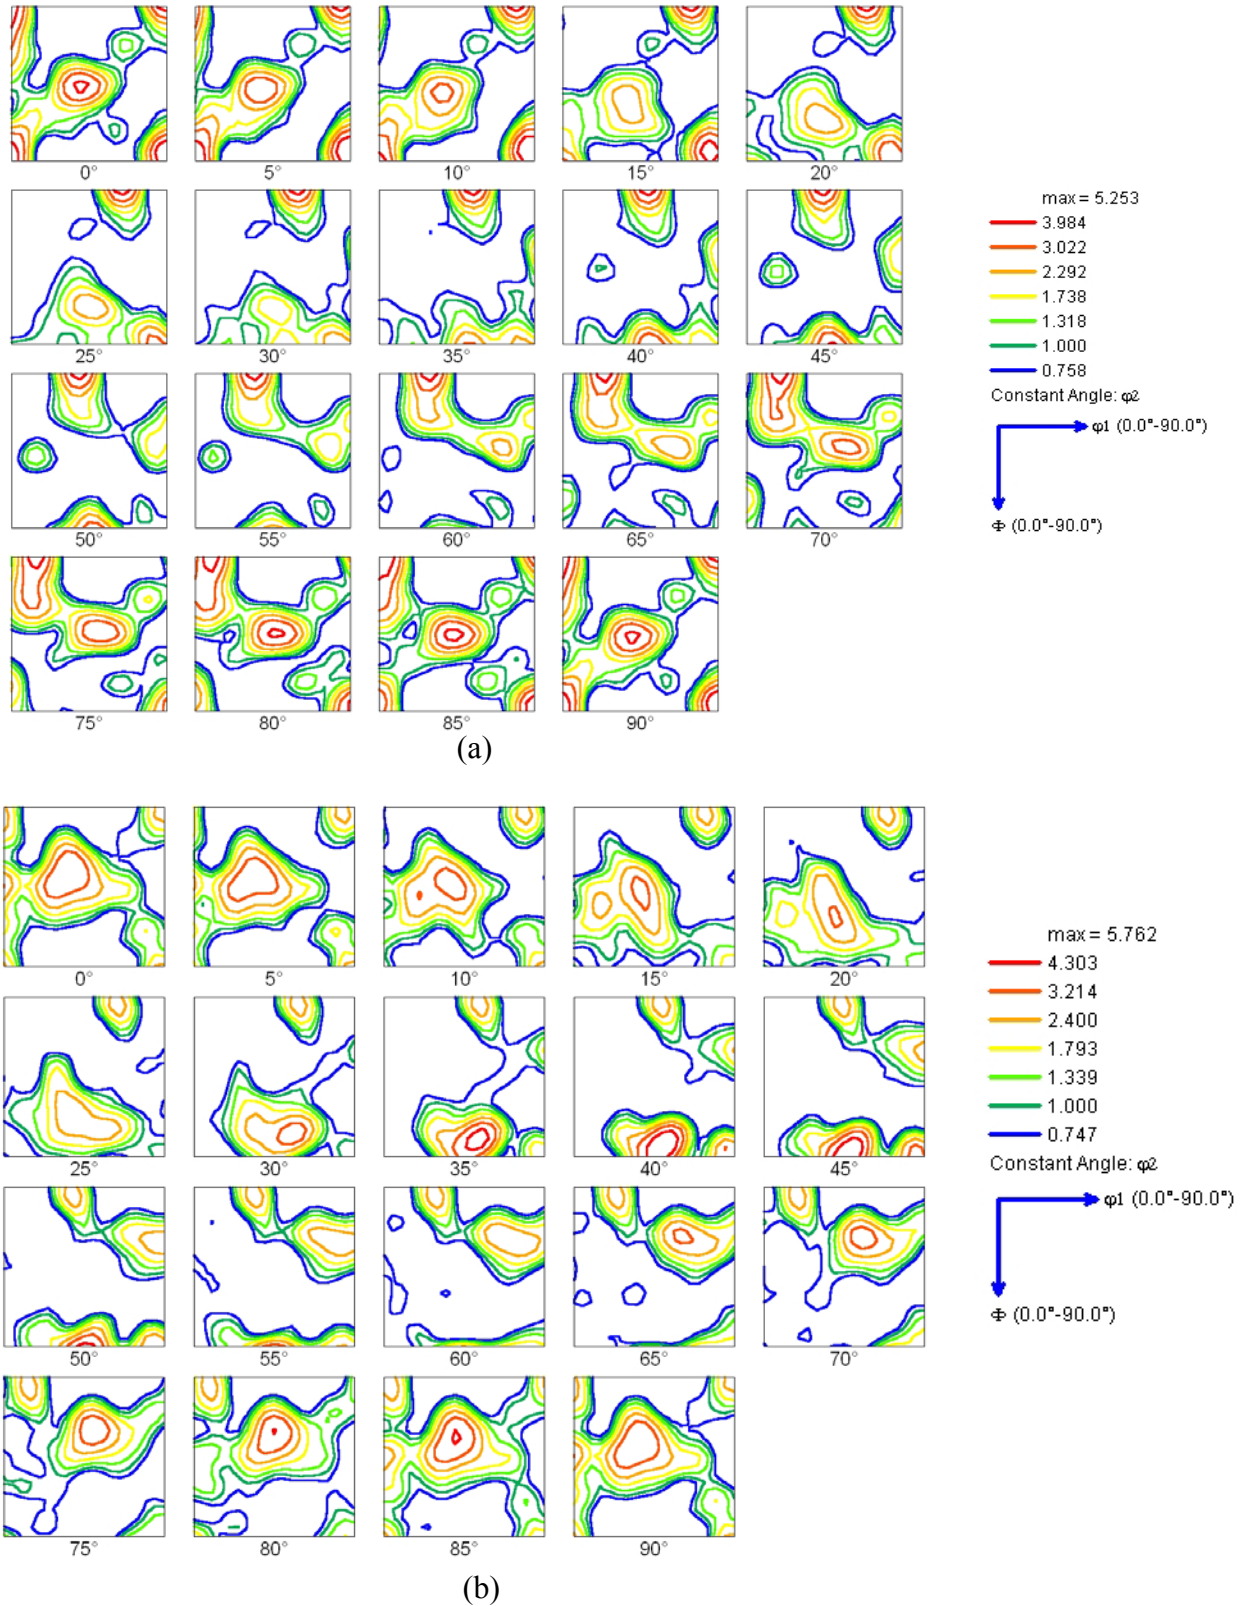 0° 5° 10° 15° 20°
max = 5.253
3.984
3.022
2.292
1.738
1.318
1.000
0.758
Constant Angle: φ2
φ1 (0.0°-90.0°)
Φ (0.0°-90.0°)
25° 30° 35° 40° 45°
50° 55° 60° 65° 70°
75° 80° 85° 90°
(a)
0° 5° 10° 15° 20°
max = 5.762
4.303
3.214
2.400
1.793
1.339
1.000
0.747
Constant Angle: φ2
φ1 (0.0°-90.0°)
Φ (0.0°-90.0°)
25° 30° 35° 40° 45°
50° 55° 60° 65° 70°
75° 80° 85° 90°
(b)